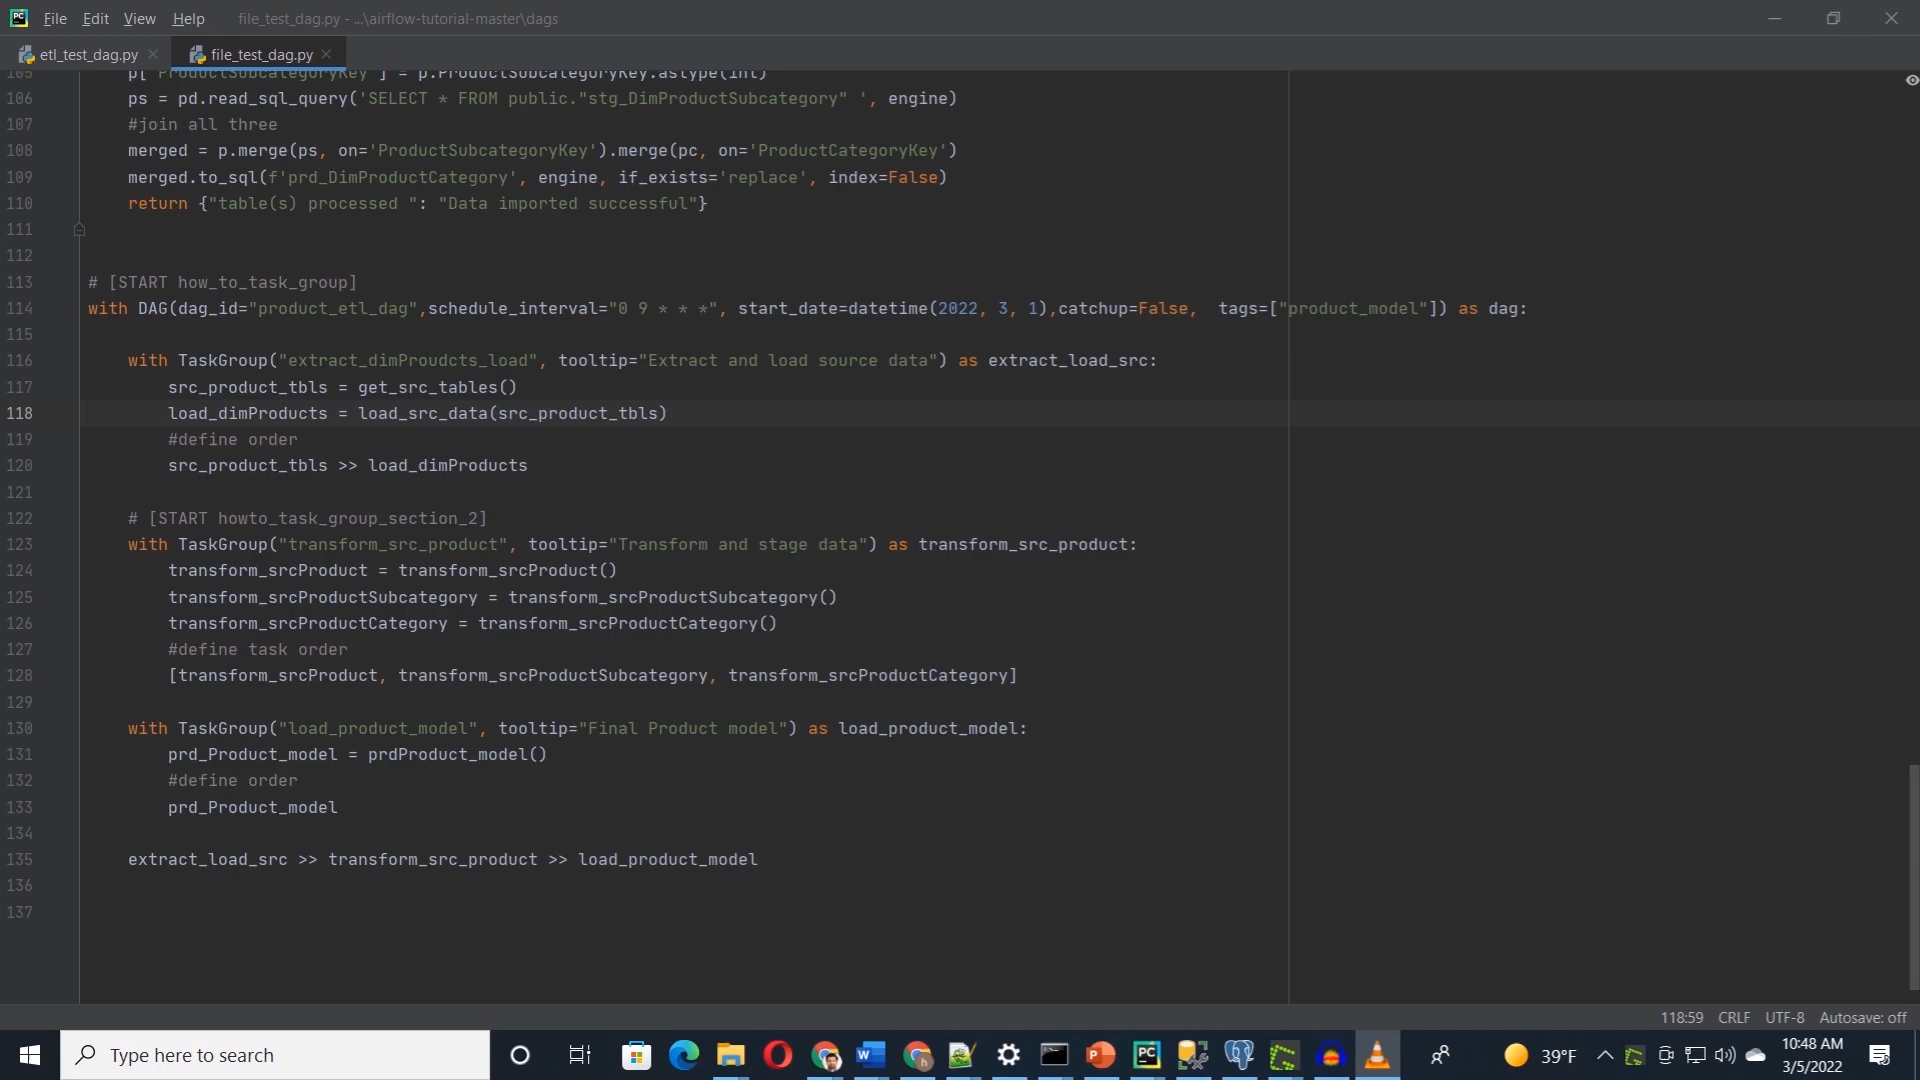 File Edit View Help file_test_dag.py - ...\airflow-tutorial-master\dags
etl_test_dag.py file_test_dag.py
105 p['ProductSubcategoryKey'] = p.ProductSubcategoryKey.astype(int)
106 ps = pd.read_sql_query('SELECT * FROM public."stg_DimProductSubcategory" ', engine)
107 #join all three
108 merged = p.merge(ps, on='ProductSubcategoryKey').merge(pc, on='ProductCategoryKey')
109 merged.to_sql(f'prd_DimProductCategory', engine, if_exists='replace', index=False)
110 return {"table(s) processed ": "Data imported successful"}
111
112
113 # [START how_to_task_group]
114 with DAG(dag_id="product_etl_dag",schedule_interval="0 9 * * *", start_date=datetime(2022, 3, 1),catchup=False,  tags=["product_model"]) as dag:
115
116 with TaskGroup("extract_dimProudcts_load", tooltip="Extract and load source data") as extract_load_src:
117 src_product_tbls = get_src_tables()
118 load_dimProducts = load_src_data(src_product_tbls)
119 #define order
120 src_product_tbls >> load_dimProducts
121
122 # [START howto_task_group_section_2]
123 with TaskGroup("transform_src_product", tooltip="Transform and stage data") as transform_src_product:
124 transform_srcProduct = transform_srcProduct()
125 transform_srcProductSubcategory = transform_srcProductSubcategory()
126 transform_srcProductCategory = transform_srcProductCategory()
127 #define task order
128 [transform_srcProduct, transform_srcProductSubcategory, transform_srcProductCategory]
129
130 with TaskGroup("load_product_model", tooltip="Final Product model") as load_product_model:
131 prd_Product_model = prdProduct_model()
132 #define order
133 prd_Product_model
134
135 extract_load_src >> transform_src_product >> load_product_model
136
137
118:59 CRLF UTF-8 Autosave: off
Type here to search
39°F
10:48 AM
3/5/2022